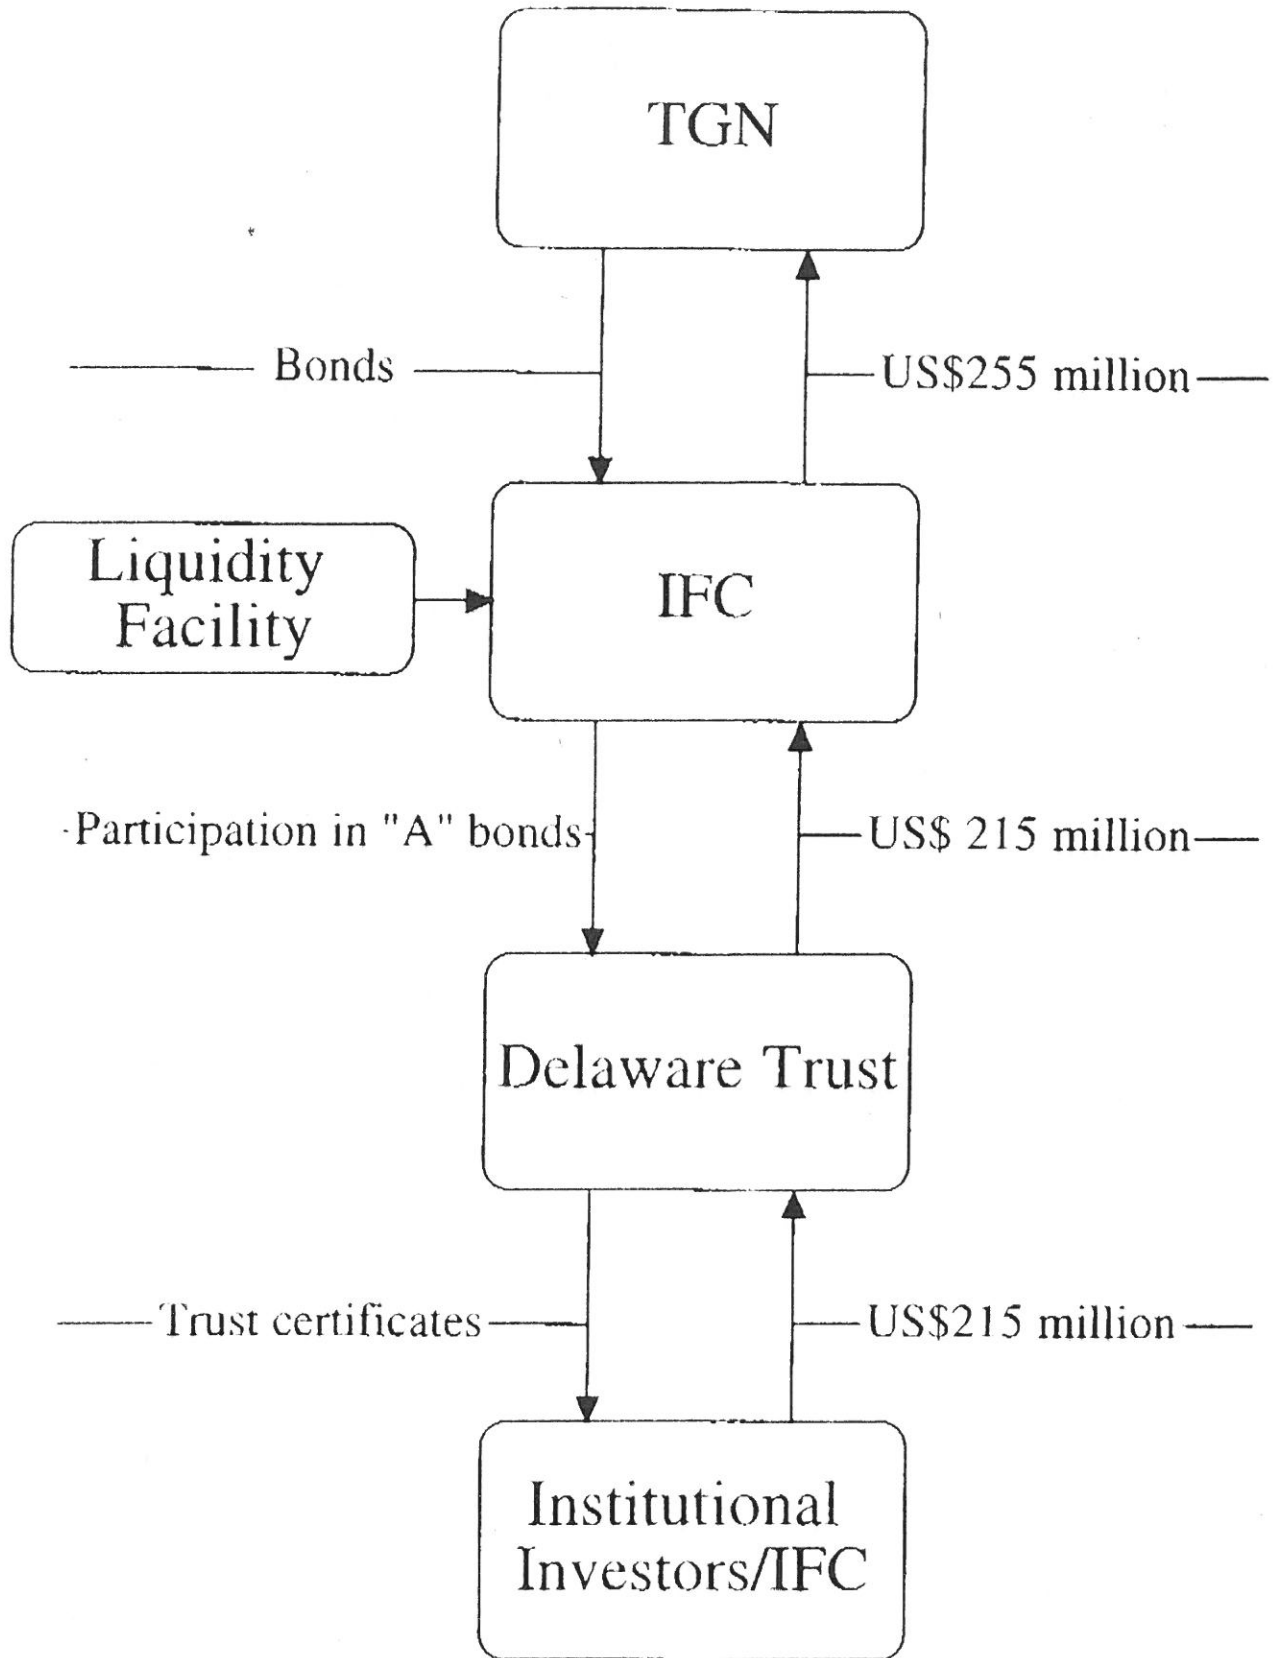 TGN
Bonds
US$255 million
Liquidity
Facility
IFC
Participation in "A" bonds
US$ 215 million
Delaware Trust
Trust certificates
US$215 million
Institutional
Investors/IFC